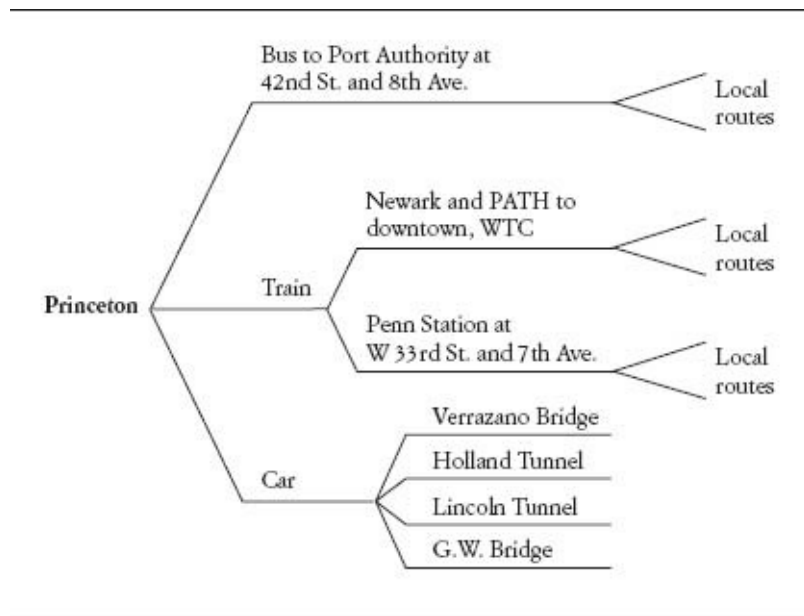 Bus to Port Authority at
42nd St. and 8th Ave.
Local
routes
Newark and PATH to
downtown, WTC
Local
routes
Princeton
Train
Penn Station at
W 33rd St. and 7th Ave.
Local
routes
Car
Verrazano Bridge
Holland Tunnel
Lincoln Tunnel
G.W. Bridge